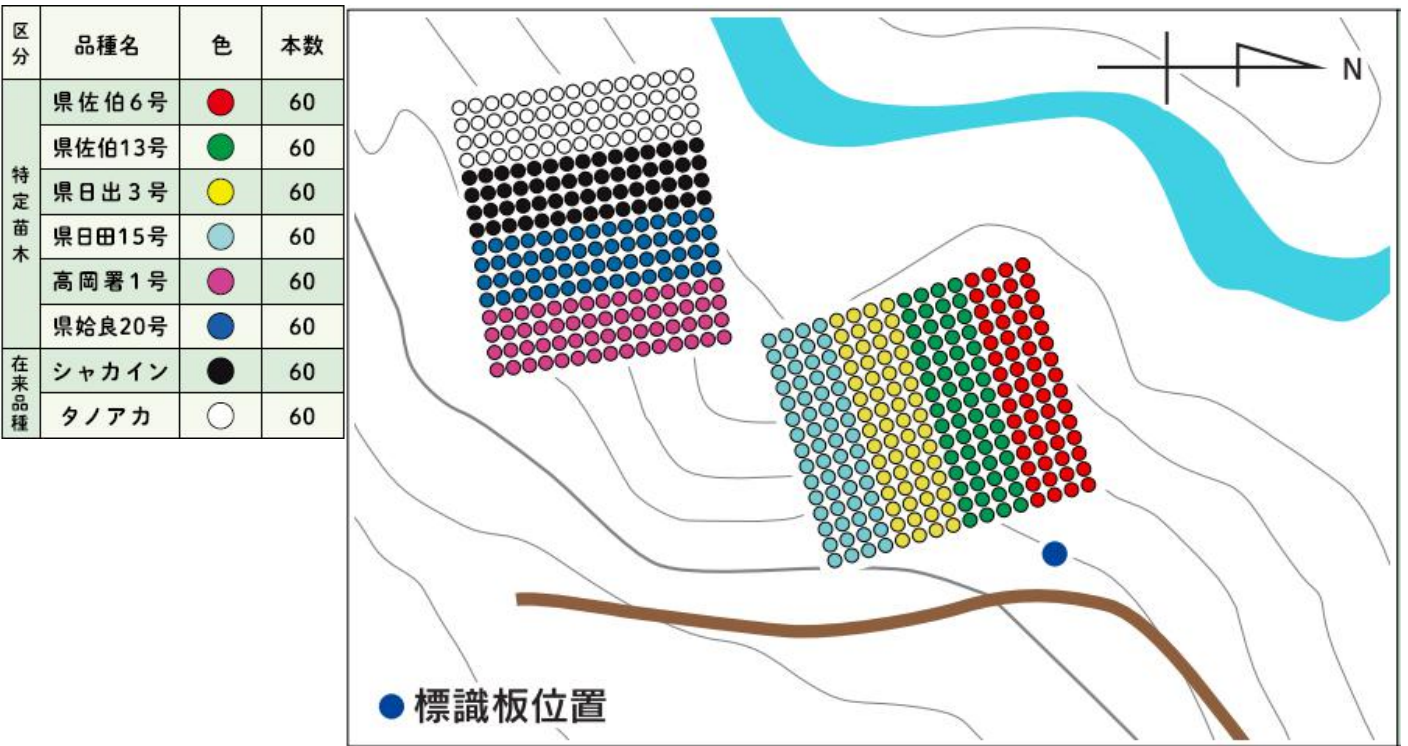 区分 品種名 色 本数
特定苗木 県佐伯6号 60
県佐伯13号 60
県日出3号 60
県日田15号 60
高岡署1号 60
県姶良20号 60
在来品種 シャカイン 60
タノアカ 60
N
標識板位置